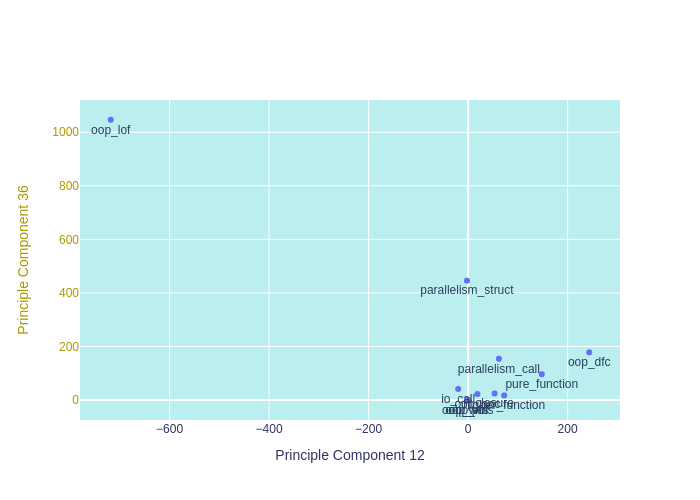 1000
800
600
400
200
0
Principle Component 36
oop_lof
parallelism_struct
oop_dfc
parallelism_call
pure_function
−600
−400
−200
0
200
Principle Component 12